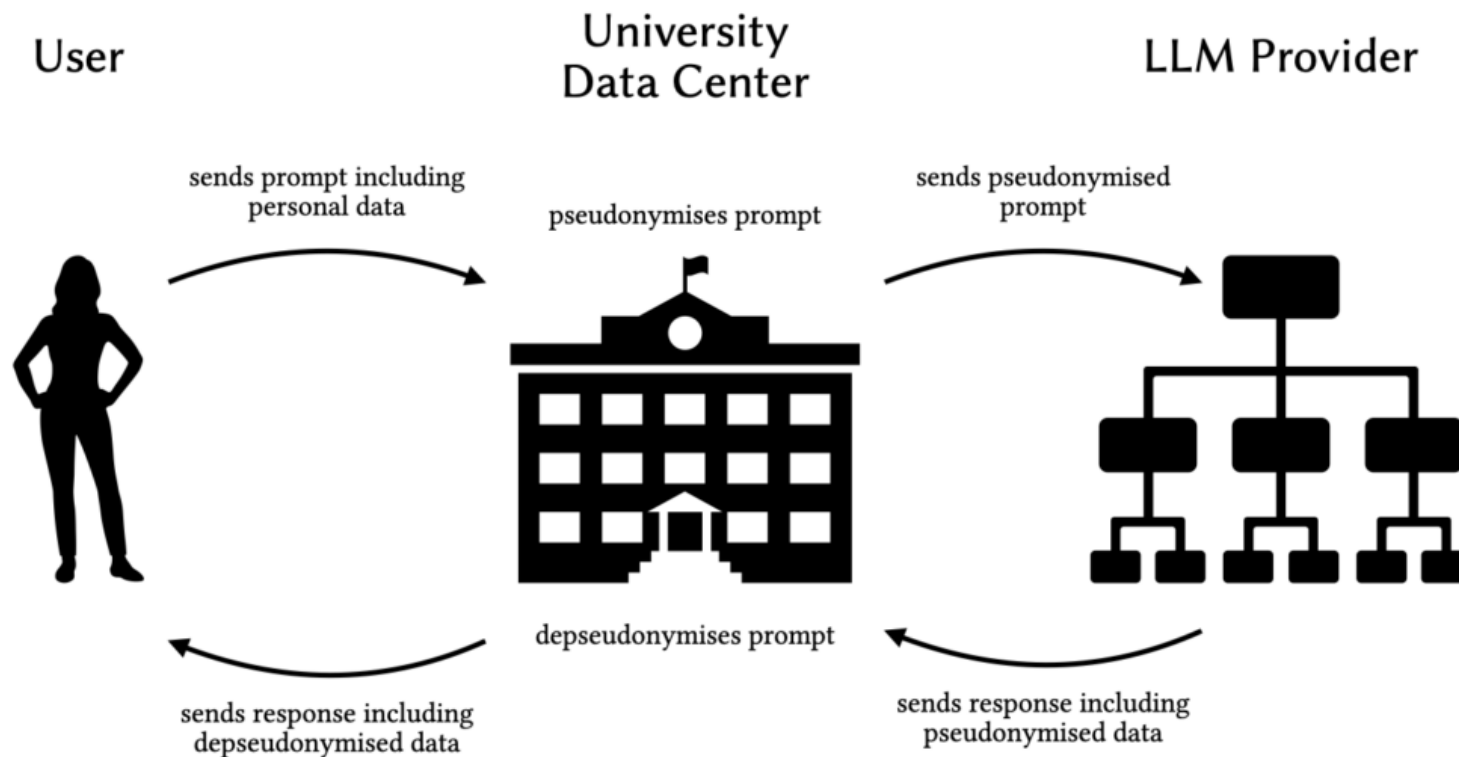 User
University
Data Center
LLM Provider
sends prompt including
personal data
pseudonymises prompt
sends pseudonymised
prompt
depseudonymises prompt
sends response including
depseudonymised data
sends response including
pseudonymised data